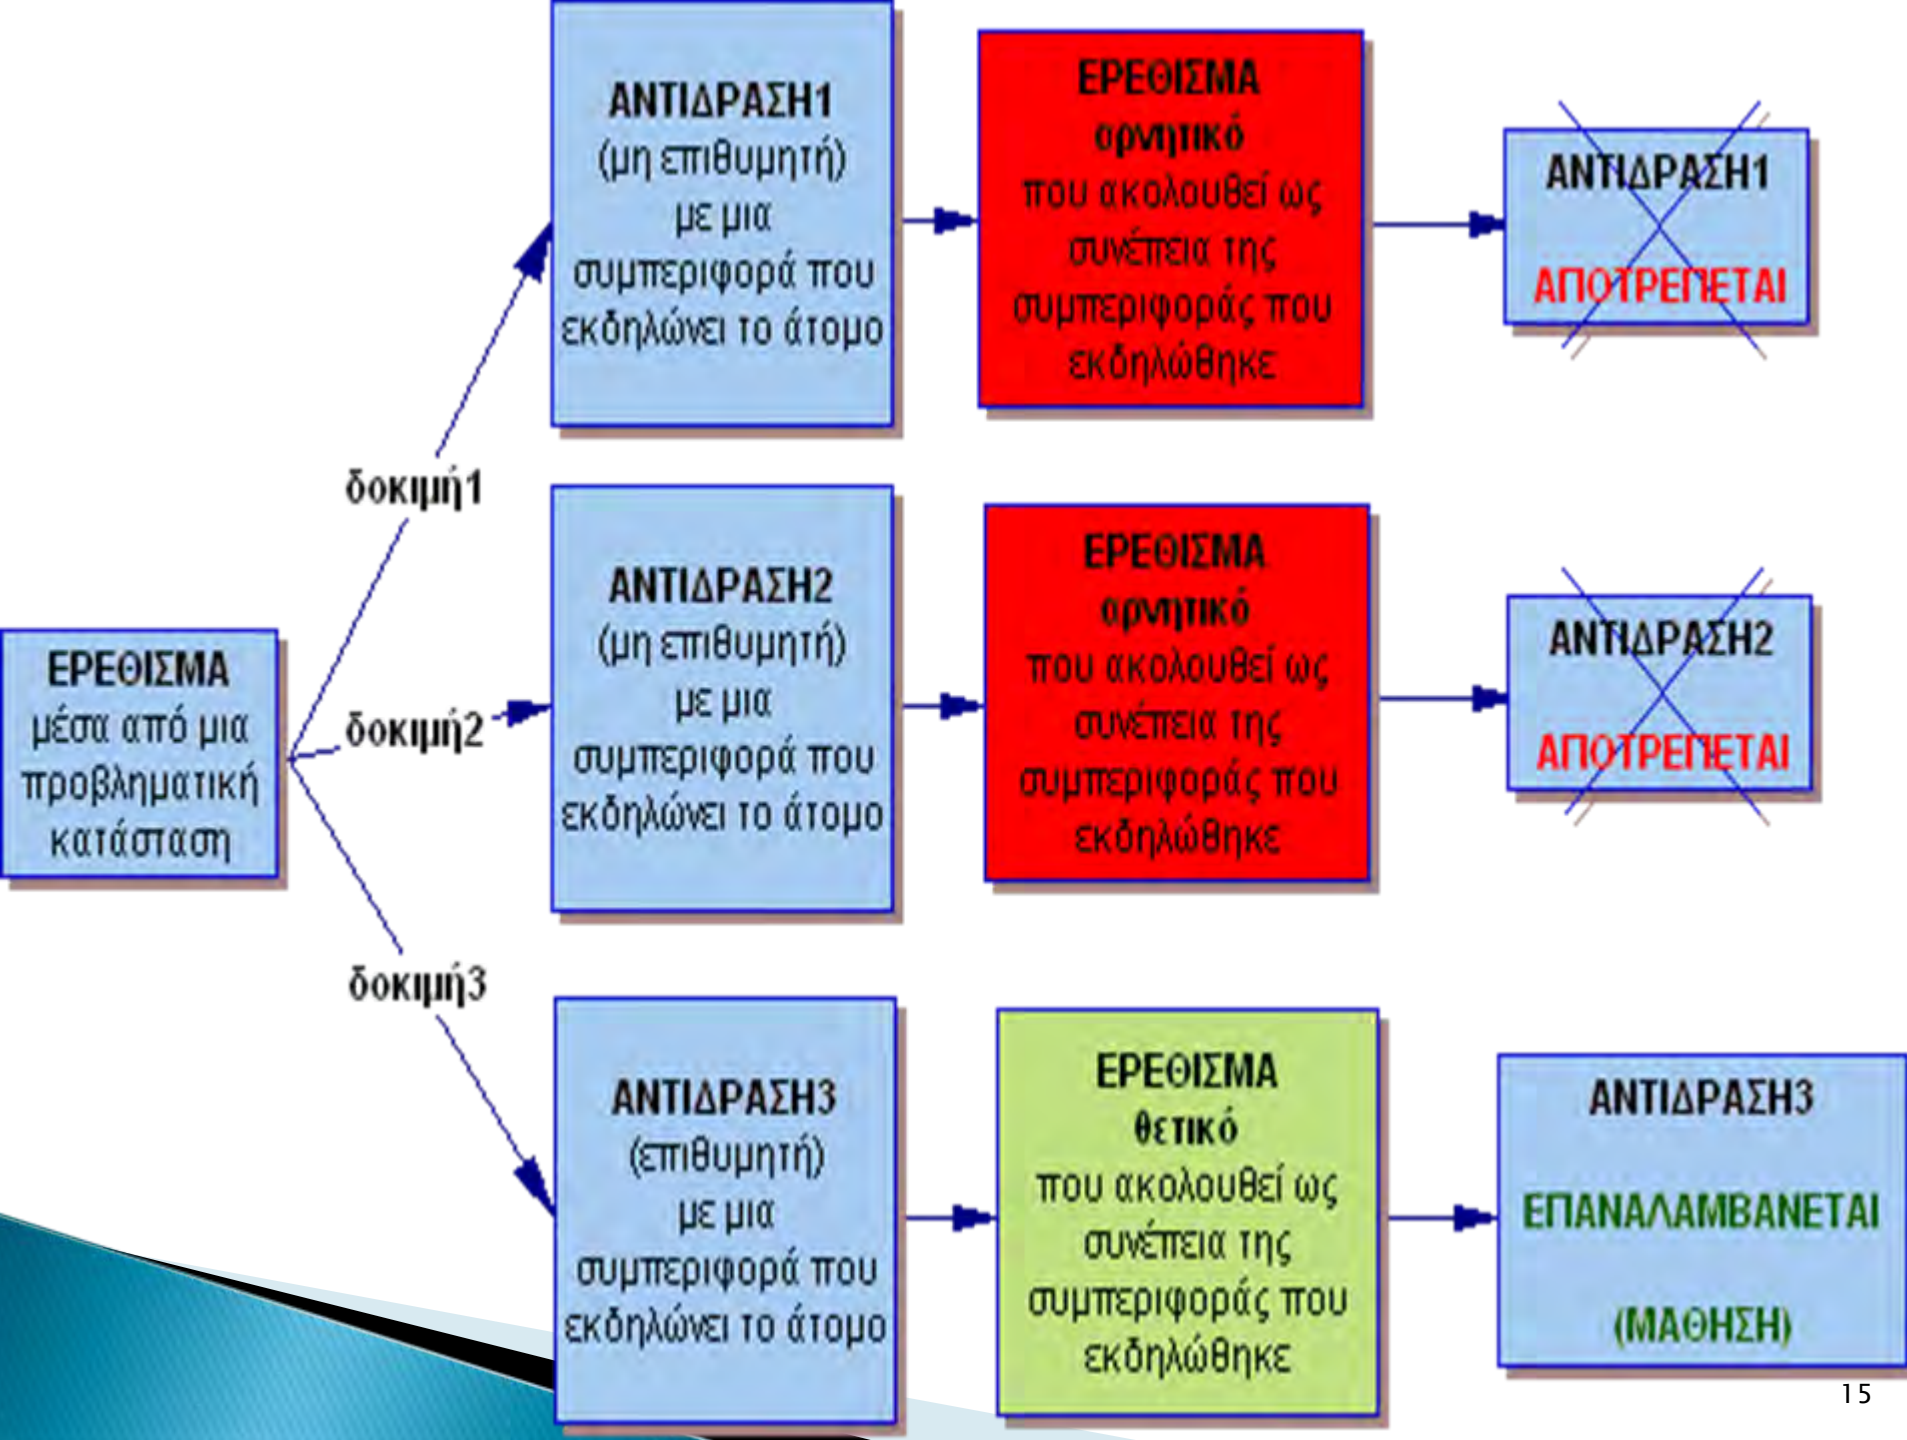 ΕΡΕΘΙΣΜΑ
μέσα από μια
προβληματική
κατάσταση
δοκιμή1
ΑΝΤΙΔΡΑΣΗ1
(μη επιθυμητή)
με μια
συμπεριφορά που
εκδηλώνει το άτομο
ΕΡΕΘΙΣΜΑ
αρνητικό
που ακολουθεί ως
συνέπεια της
συμπεριφοράς που
εκδηλώθηκε
ΑΝΤΙΔΡΑΣΗ1
ΑΠΟΤΡΕΠΕΤΑΙ
δοκιμή2
ΑΝΤΙΔΡΑΣΗ2
(μη επιθυμητή)
με μια
συμπεριφορά που
εκδηλώνει το άτομο
ΕΡΕΘΙΣΜΑ
αρνητικό
που ακολουθεί ως
συνέπεια της
συμπεριφοράς που
εκδηλώθηκε
ΑΝΤΙΔΡΑΣΗ2
ΑΠΟΤΡΕΠΕΤΑΙ
δοκιμή3
ΑΝΤΙΔΡΑΣΗ3
(επιθυμητή)
με μια
συμπεριφορά που
εκδηλώνει το άτομο
ΕΡΕΘΙΣΜΑ
θετικό
που ακολουθεί ως
συνέπεια της
συμπεριφοράς που
εκδηλώθηκε
ΑΝΤΙΔΡΑΣΗ3
ΕΠΑΝΑΛΑΜΒΑΝΕΤΑΙ
(ΜΑΘΗΣΗ)
15